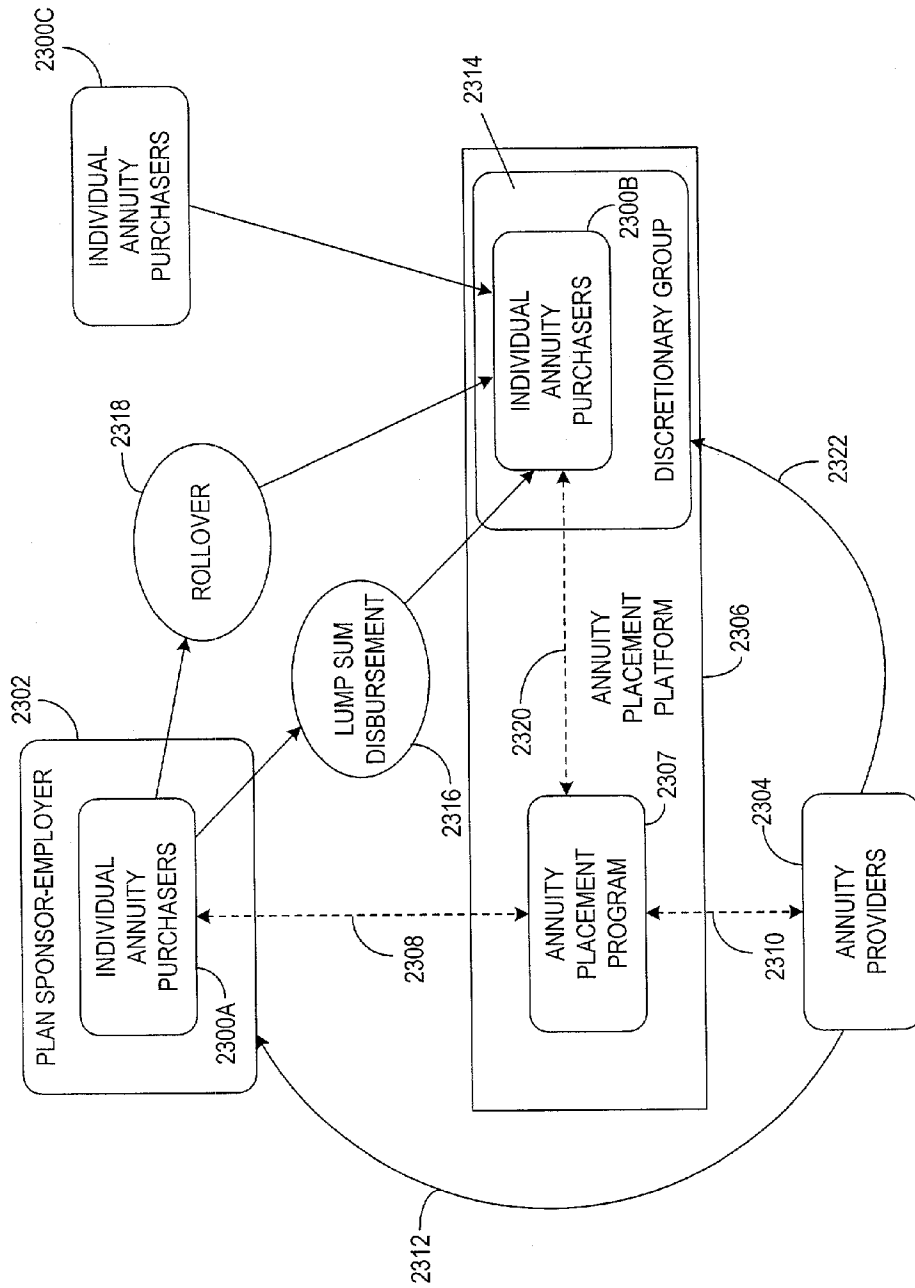 2300C
INDIVIDUAL
ANNUITY
PURCHASERS
2318
ROLLOVER
2302
PLAN SPONSOR-EMPLOYER
INDIVIDUAL
ANNUITY
PURCHASERS
2300A
LUMP SUM
DISBURSEMENT
2316
2314
INDIVIDUAL
ANNUITY
PURCHASERS
2300B
DISCRETIONARY GROUP
2308
2320
ANNUITY
PLACEMENT
PLATFORM
2306
2307
ANNUITY
PLACEMENT
PROGRAM
2310
2304
ANNUITY
PROVIDERS
2312
2322